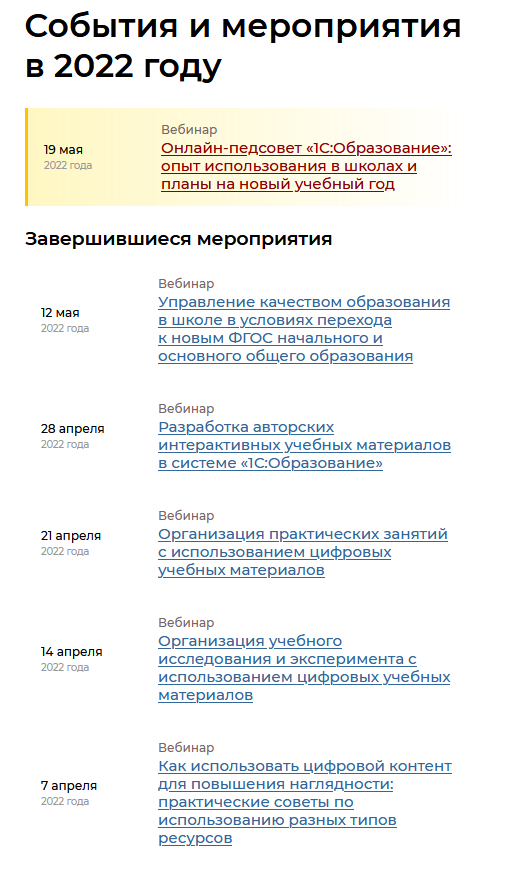 События и мероприятия
в 2022 году
Вебинар
19 мая
2022 года
Онлайн-педсовет «1С:Образование»:
опыт использования в школах и
планы на новый учебный год
Завершившиеся мероприятия
Вебинар
12 мая
2022 года
Управление качеством образования
в школе в условиях перехода
к новым ФГОС начального и
основного общего образования
Вебинар
28 апреля
2022 года
Разработка авторских
интерактивных учебных материалов
в системе «1С:Образование»
Вебинар
21 апреля
2022 года
Организация практических занятий
с использованием цифровых
учебных материалов
Вебинар
14 апреля
2022 года
Организация учебного
исследования и эксперимента с
использованием цифровых учебных
материалов
Вебинар
7 апреля
2022 года
Как использовать цифровой контент
для повышения наглядности:
практические советы по
использованию разных типов
ресурсов